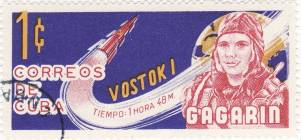 1¢
CORREOS
DE
CUBA
VOSTOK I
TIEMPO: 1 HORA 48 M.
GAGARIN